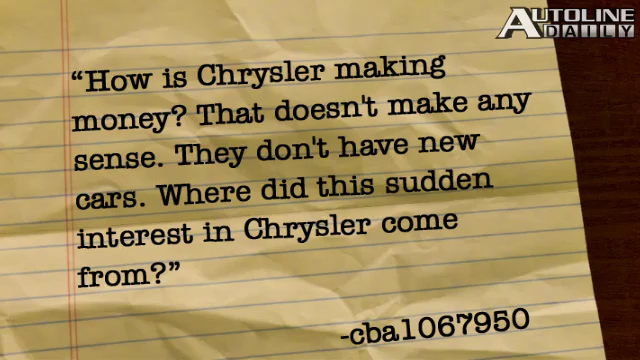 AUTOLINE
DAILY
“How is Chrysler making
money? That doesn't make any
sense. They don't have new
cars. Where did this sudden
interest in Chrysler come
from?”
-cba1067950